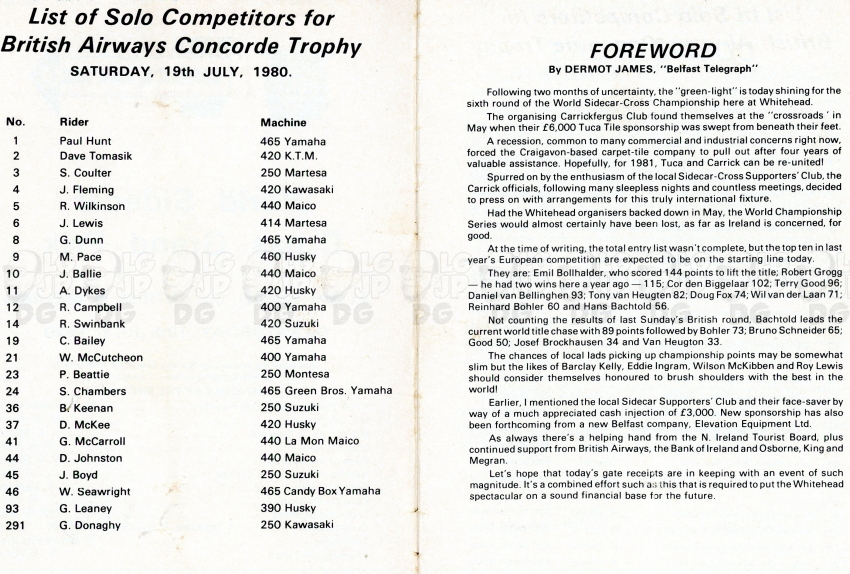 List of Solo Competitors for
British Airways Concorde Trophy
SATURDAY, 19th JULY, 1980.
No. Rider Machine
1 Paul Hunt 465 Yamaha
2 Dave Tomasik 420 K.T.M.
3 S. Coulter 250 Martesa
4 J. Fleming 420 Kawasaki
5 R. Wilkinson 440 Maico
6 J. Lewis 414 Martesa
8 G. Dunn 465 Yamaha
9 M. Pace 460 Husky
10 J. Ballie 440 Maico
11 A. Dykes 420 Husky
12 R. Campbell 400 Yamaha
14 R. Swinbank 420 Suzuki
19 C. Bailey 465 Yamaha
21 W. McCutcheon 400 Yamaha
23 P. Beattie 250 Montesa
24 S. Chambers 465 Green Bros. Yamaha
36 B. Keenan 250 Suzuki
37 D. McKee 420 Husky
41 G. McCarroll 440 La Mon Maico
44 D. Johnston 440 Maico
45 J. Boyd 250 Suzuki
46 W. Seawright 465 Candy Box Yamaha
93 G. Leaney 390 Husky
291 G. Donaghy 250 Kawasaki
FOREWORD
By DERMOT JAMES, "Belfast Telegraph"
Following two months of uncertainty, the "green-light" is today shining for the
sixth round of the World Sidecar-Cross Championship here at Whitehead.
The organising Carrickfergus Club found themselves at the "crossroads' in
May when their £6,000 Tuca Tile sponsorship was swept from beneath their feet.
A recession, common to many commercial and industrial concerns right now,
forced the Craigavon-based carpet-tile company to pull out after four years of
valuable assistance. Hopefully, for 1981, Tuca and Carrick can be re-united!
Spurred on by the enthusiasm of the local Sidecar-Cross Supporters' Club, the
Carrick officials, following many sleepless nights and countless meetings, decided
to press on with arrangements for this truly international fixture.
Had the Whitehead organisers backed down in May, the World Championship
Series would almost certainly have been lost, as far as Ireland is concerned, for
good.
At the time of writing, the total entry list wasn't complete, but the top ten in last
year's European competition are expected to be on the starting line today.
They are: Emil Bollhalder, who scored 144 points to lift the title; Robert Grogg
— he had two wins here a year ago — 115; Cor den Biggelaar 102; Terry Good 96;
Daniel van Bellinghen 93; Tony van Heugten 82; Doug Fox 74; Wil van der Laan 71;
Reinhard Bohler 60 and Hans Bachtold 56.
Not counting the results of last Sunday's British round, Bachtold leads the
current world title chase with 89 points followed by Bohler 73; Bruno Schneider 65;
Good 50; Josef Brockhausen 34 and Van Heugton 33.
The chances of local lads picking up championship points may be somewhat
slim but the likes of Barclay Kelly, Eddie Ingram, Wilson McKibben and Roy Lewis
should consider themselves honoured to brush shoulders with the best in the
world!
Earlier, I mentioned the local Sidecar Supporters' Club and their face-saver by
way of a much appreciated cash injection of £3,000. New sponsorship has also
been forthcoming from a new Belfast company, Elevation Equipment Ltd.
As always there's a helping hand from the N. Ireland Tourist Board, plus
continued support from British Airways, the Bank of Ireland and Osborne, King and
Megran.
Let's hope that today's gate receipts are in keeping with an event of such
magnitude. It's a combined effort such as this that is required to put the Whitehead
spectacular on a sound financial base for the future.